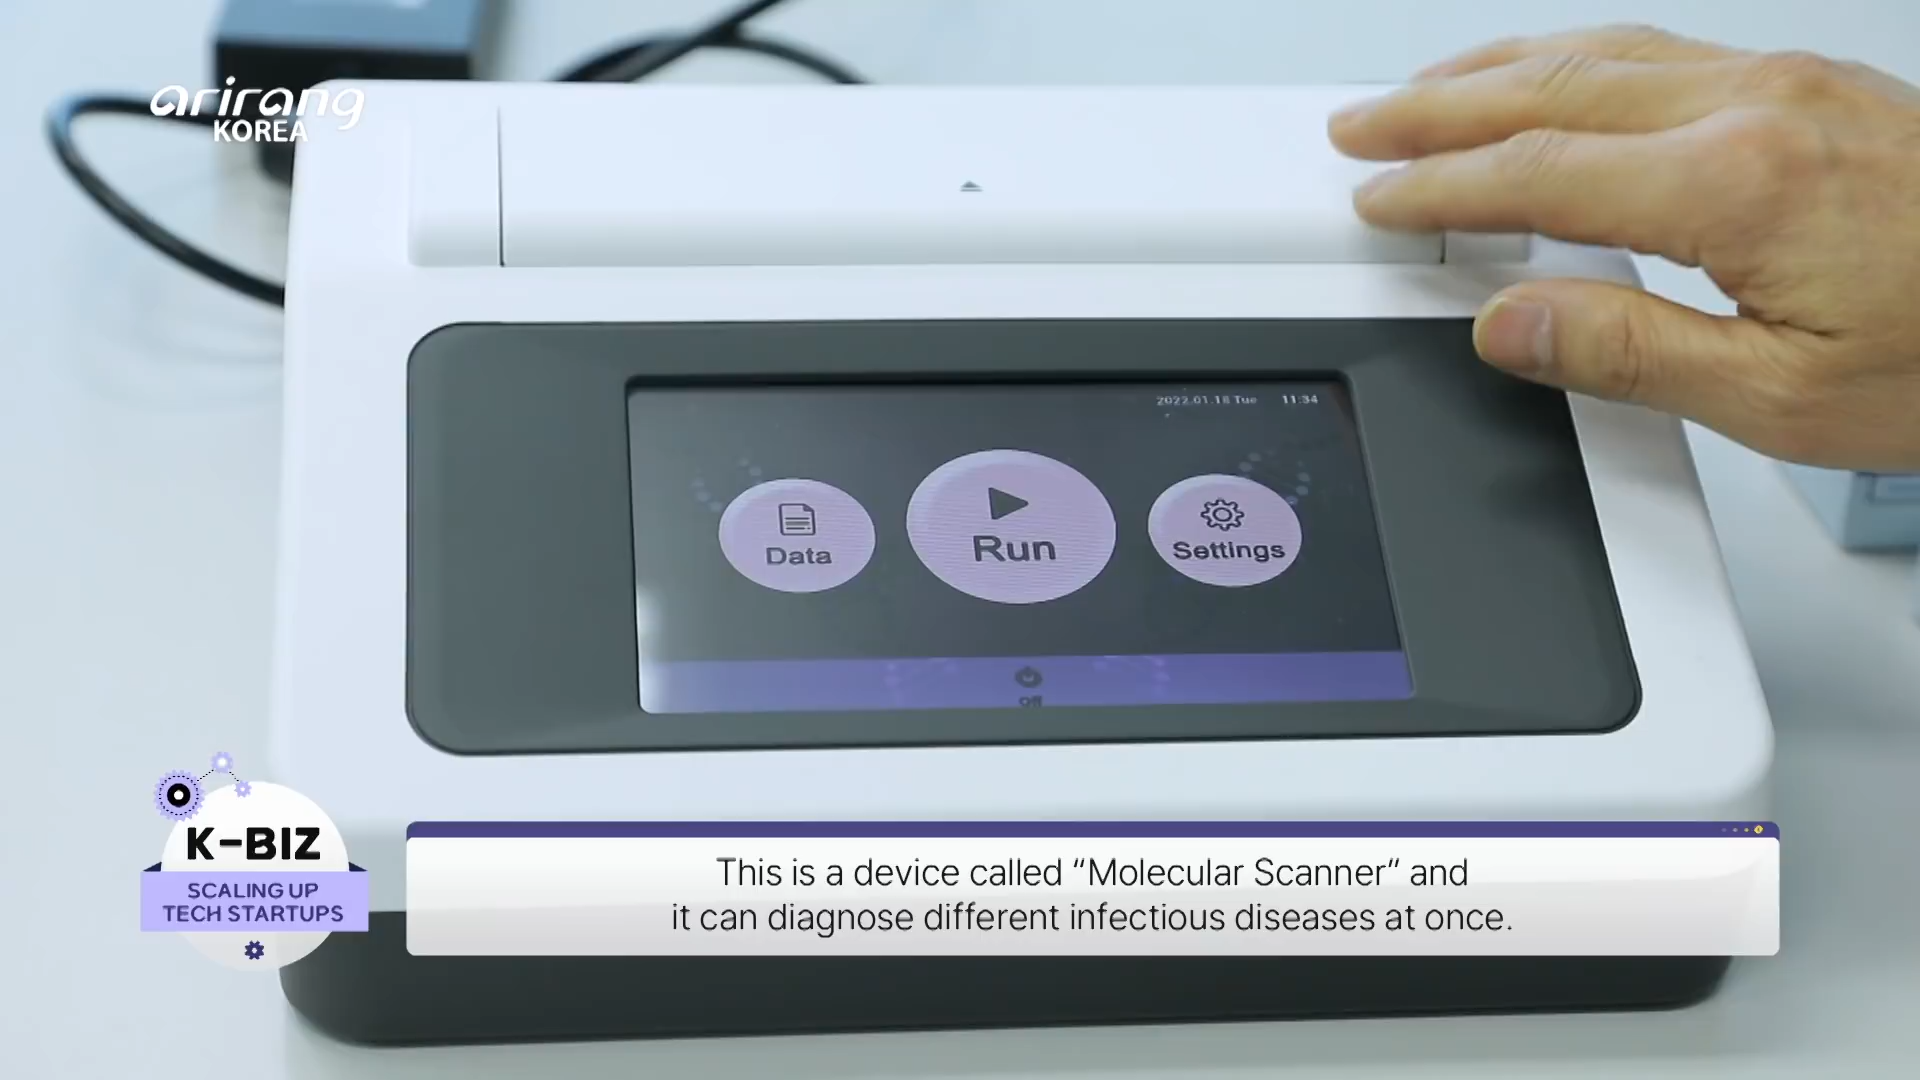 arirang
KOREA
2022.01.18 Tue 11:34
Data
Run
Settings
Off
K-BIZ
SCALING UP
TECH STARTUPS
This is a device called “Molecular Scanner” and
it can diagnose different infectious diseases at once.